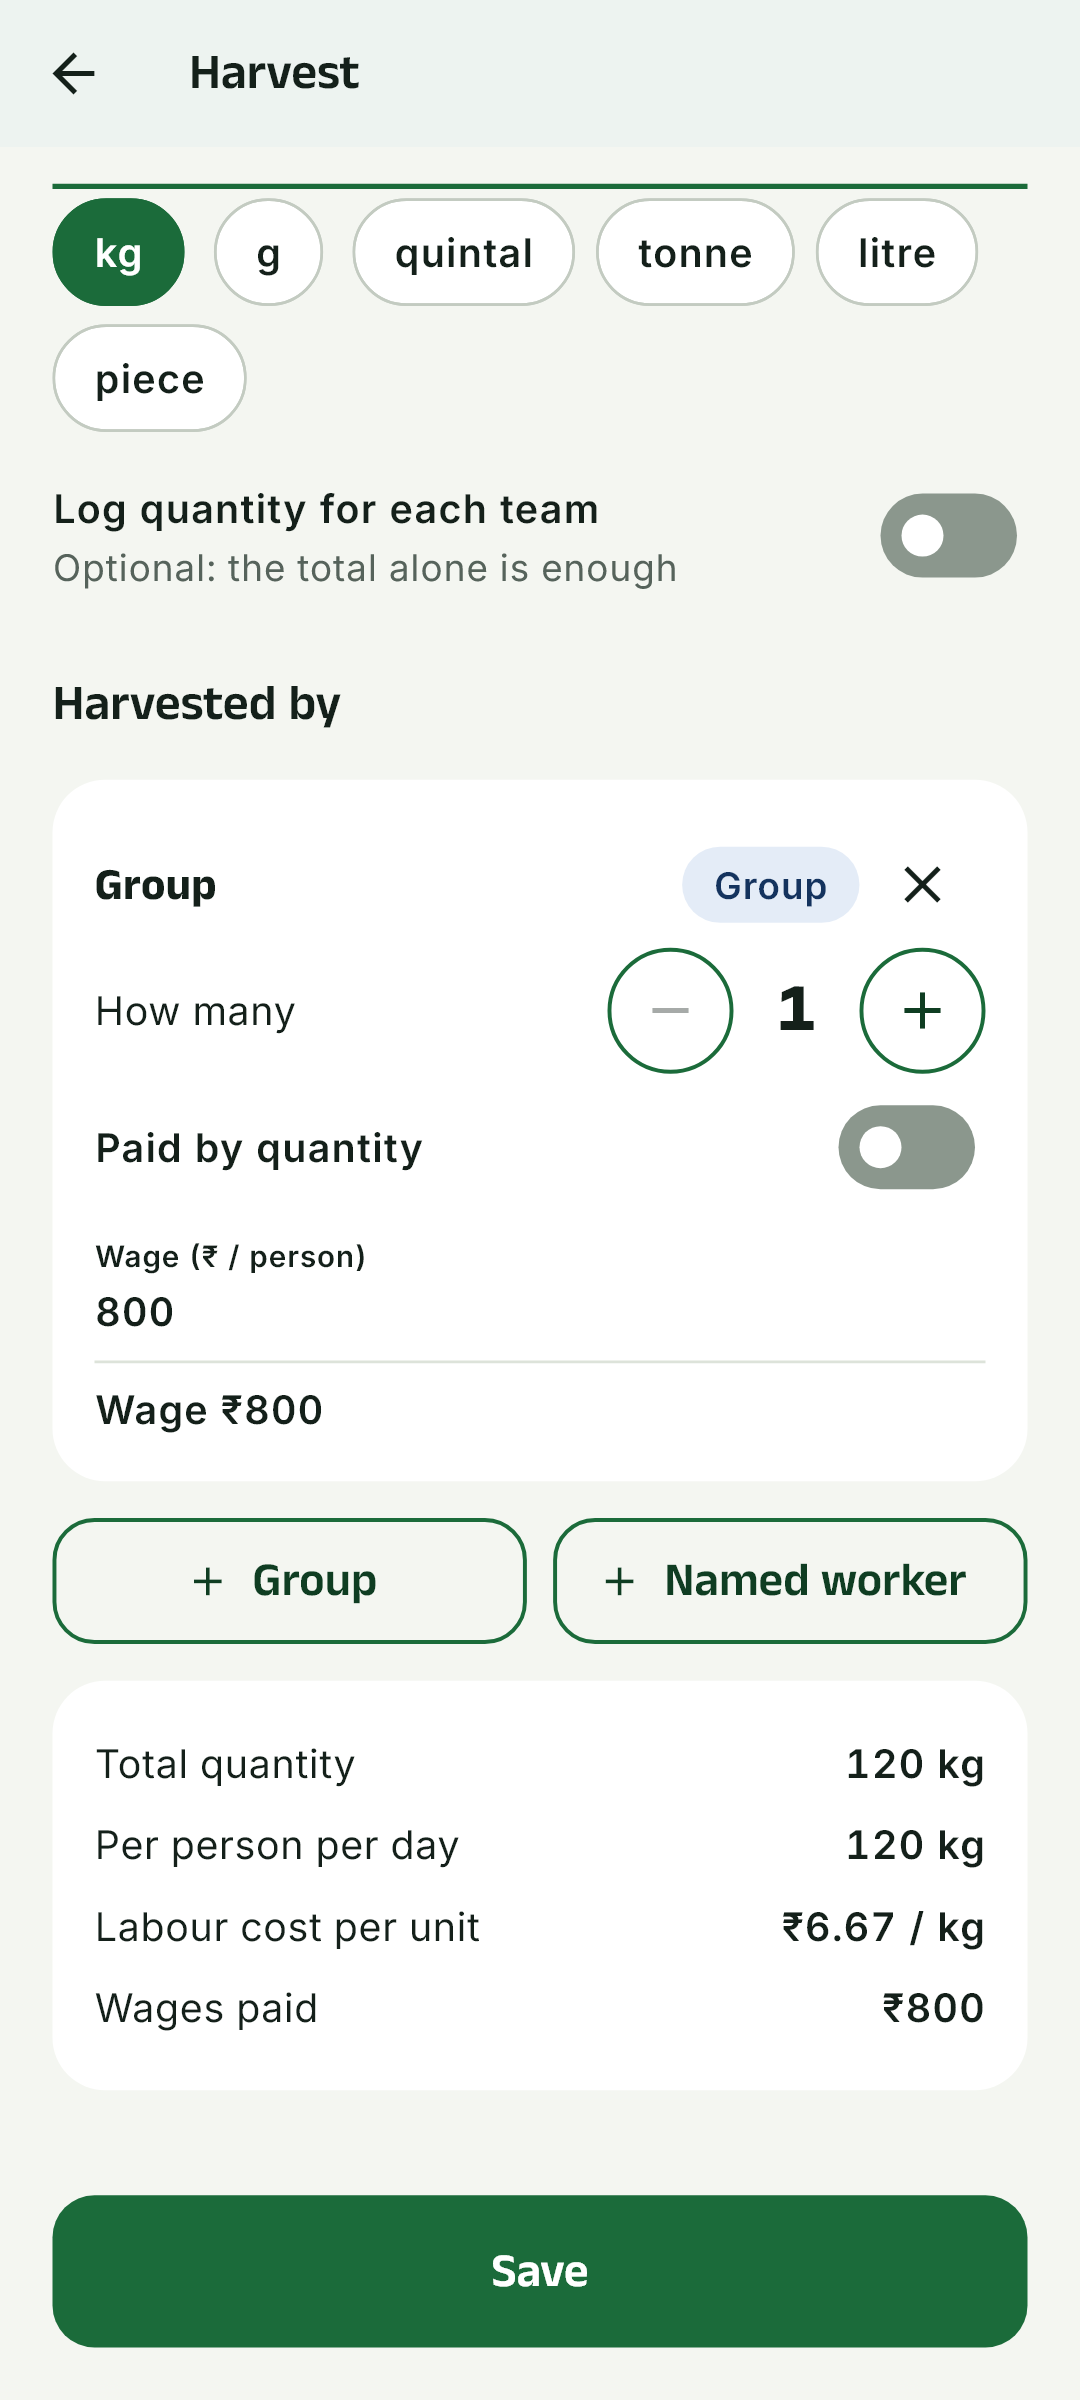 Harvest
kg g quintal tonne litre
piece
Log quantity for each team
Optional: the total alone is enough
Harvested by
Group Group
How many 1
Paid by quantity
Wage (₹ / person)
800
Wage ₹800
+ Group + Named worker
Total quantity 120 kg
Per person per day 120 kg
Labour cost per unit ₹6.67 / kg
Wages paid ₹800
Save